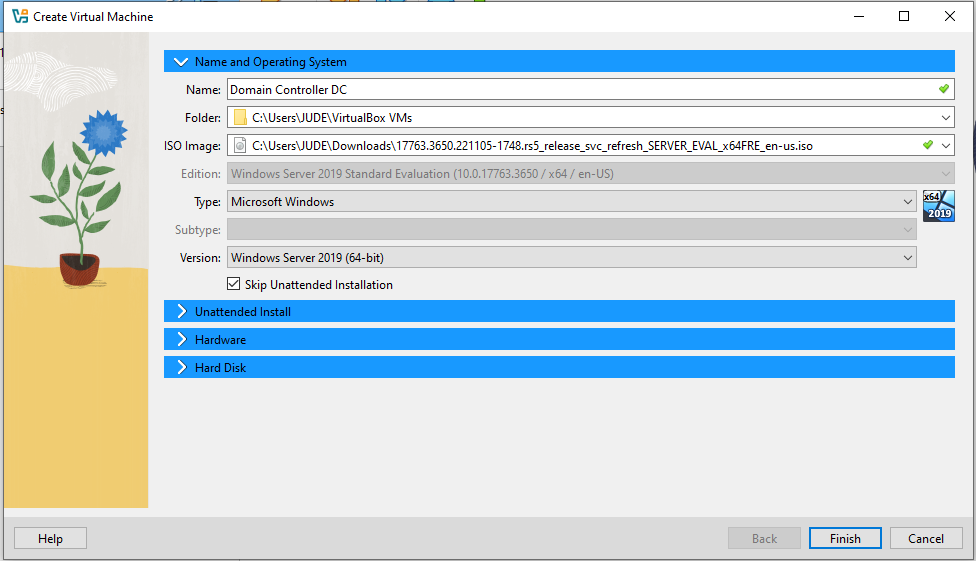 Create Virtual Machine
Name and Operating System
Name: Domain Controller DC
Folder: C:\Users\JUDE\VirtualBox VMs
ISO Image: C:\Users\JUDE\Downloads\17763.3650.221105-1748.rs5_release_svc_refresh_SERVER_EVAL_x64FRE_en-us.iso
Edition: Windows Server 2019 Standard Evaluation (10.0.17763.3650 / x64 / en-US)
Type: Microsoft Windows
x64
2019
Subtype:
Version: Windows Server 2019 (64-bit)
Skip Unattended Installation
Unattended Install
Hardware
Hard Disk
Help
Back
Finish
Cancel